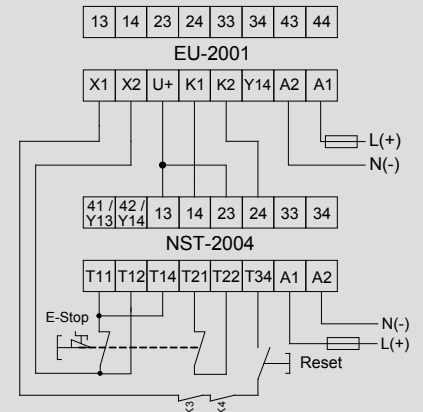 13 14 23 24 33 34 43 44
EU-2001
X1 X2 U+ K1 K2 Y14 A2 A1
L(+)
N(-)
41 / Y13 42 / Y14 13 14 23 24 33 34
NST-2004
T11 T12 T14 T21 T22 T34 A1 A2
E-Stop
N(-)
L(+)
Reset
K3 K4